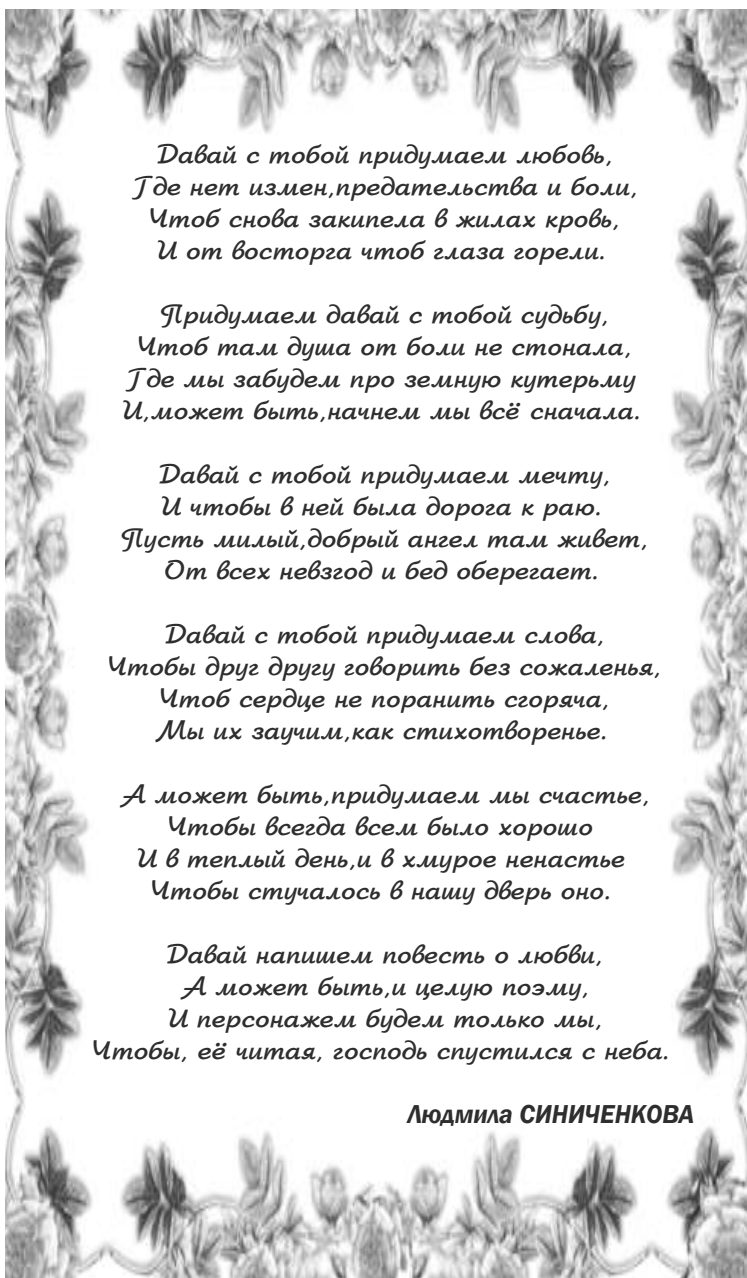 Давай с тобой придумаем любовь,
Где нет измен,предательства и боли,
Чтоб снова закипела в жилах кровь,
И от восторга чтоб глаза горели.
Придумаем давай с тобой судьбу,
Чтоб там душа от боли не стонала,
Где мы забудем про земную кутерьму
И,может быть,начнем мы всё сначала.
Давай с тобой придумаем мечту,
И чтобы в ней была дорога к раю.
Пусть милый,добрый ангел там живет,
От всех невзгод и бед оберегает.
Давай с тобой придумаем слова,
Чтобы друг другу говорить без сожаленья,
Чтоб сердце не поранить сгоряча,
Мы их заучим,как стихотворенье.
А может быть,придумаем мы счастье,
Чтобы всегда всем было хорошо
И в теплый день,и в хмурое ненастье
Чтобы стучалось в нашу дверь оно.
Давай напишем повесть о любви,
А может быть,и целую поэму,
И персонажем будем только мы,
Чтобы, её читая, господь спустился с неба.
Людмила СИНИЧЕНКОВА